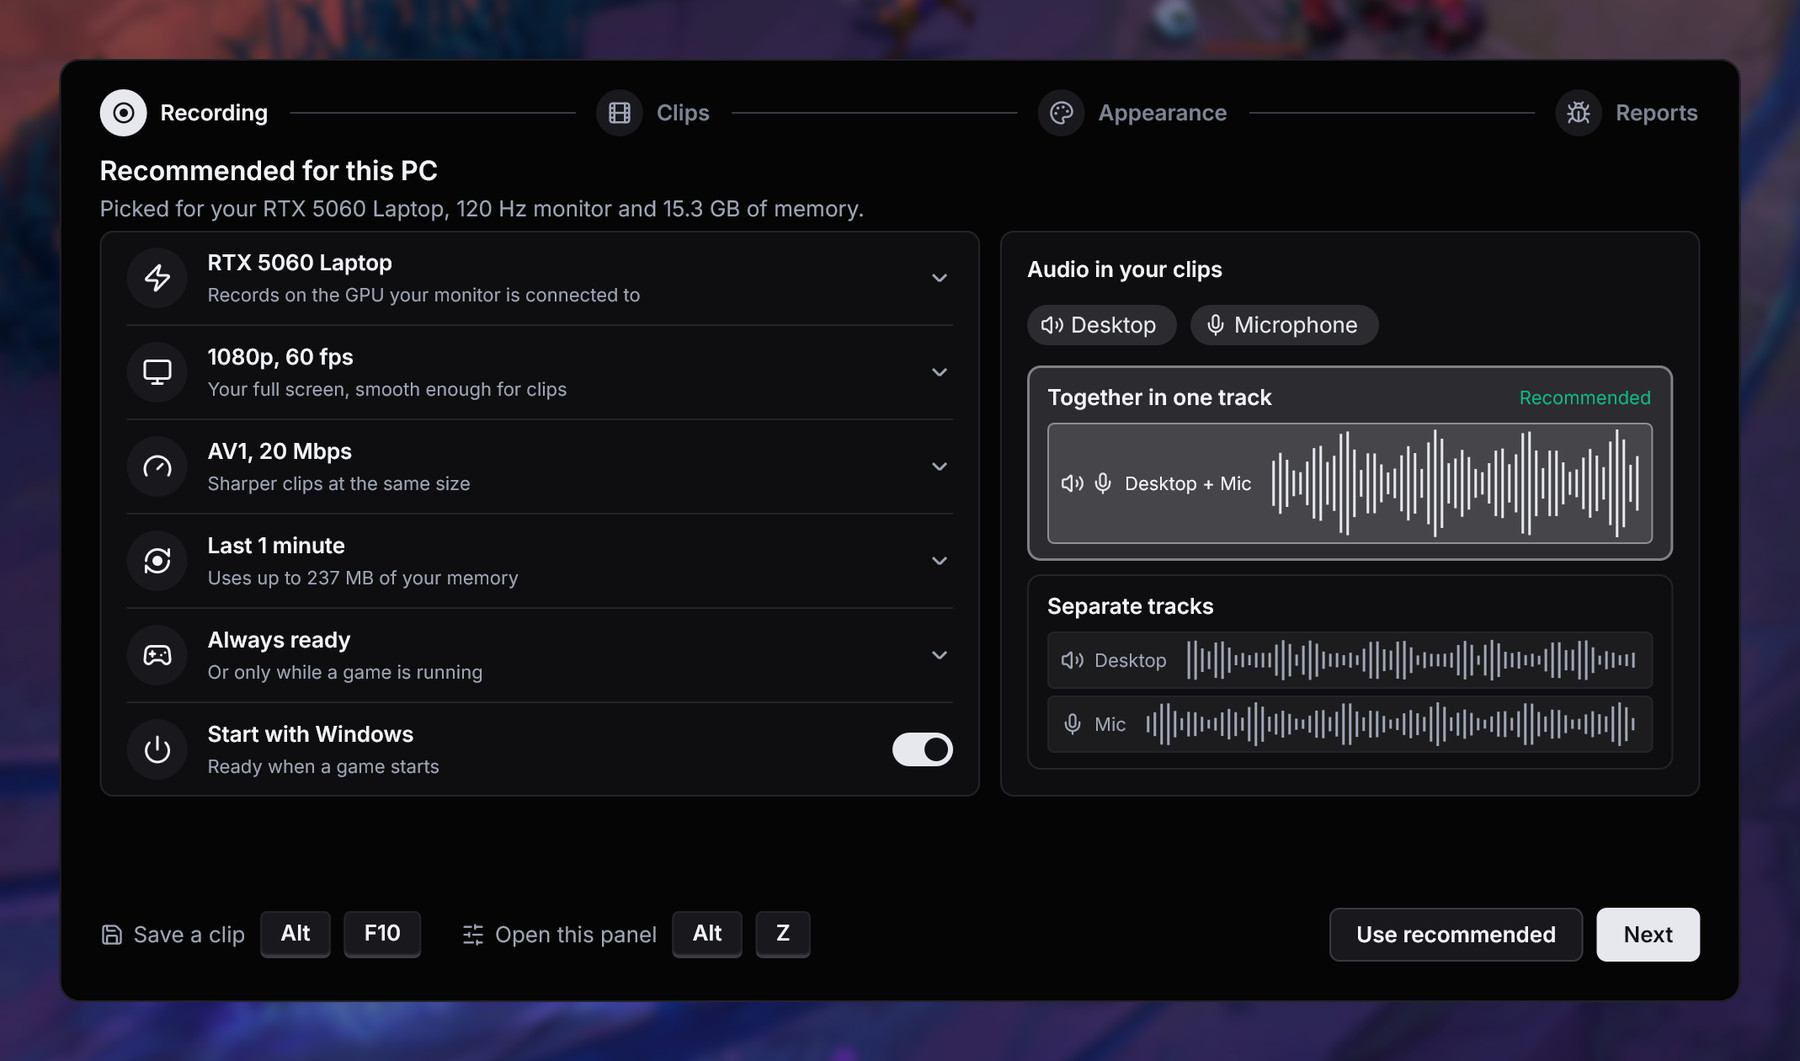 Recording
Clips
Appearance
Reports
Recommended for this PC
Picked for your RTX 5060 Laptop, 120 Hz monitor and 15.3 GB of memory.
RTX 5060 Laptop
Records on the GPU your monitor is connected to
1080p, 60 fps
Your full screen, smooth enough for clips
AV1, 20 Mbps
Sharper clips at the same size
Last 1 minute
Uses up to 237 MB of your memory
Always ready
Or only while a game is running
Start with Windows
Ready when a game starts
Audio in your clips
Desktop
Microphone
Together in one track
Recommended
Desktop + Mic
Separate tracks
Desktop
Mic
Save a clip
Alt
F10
Open this panel
Alt
Z
Use recommended
Next